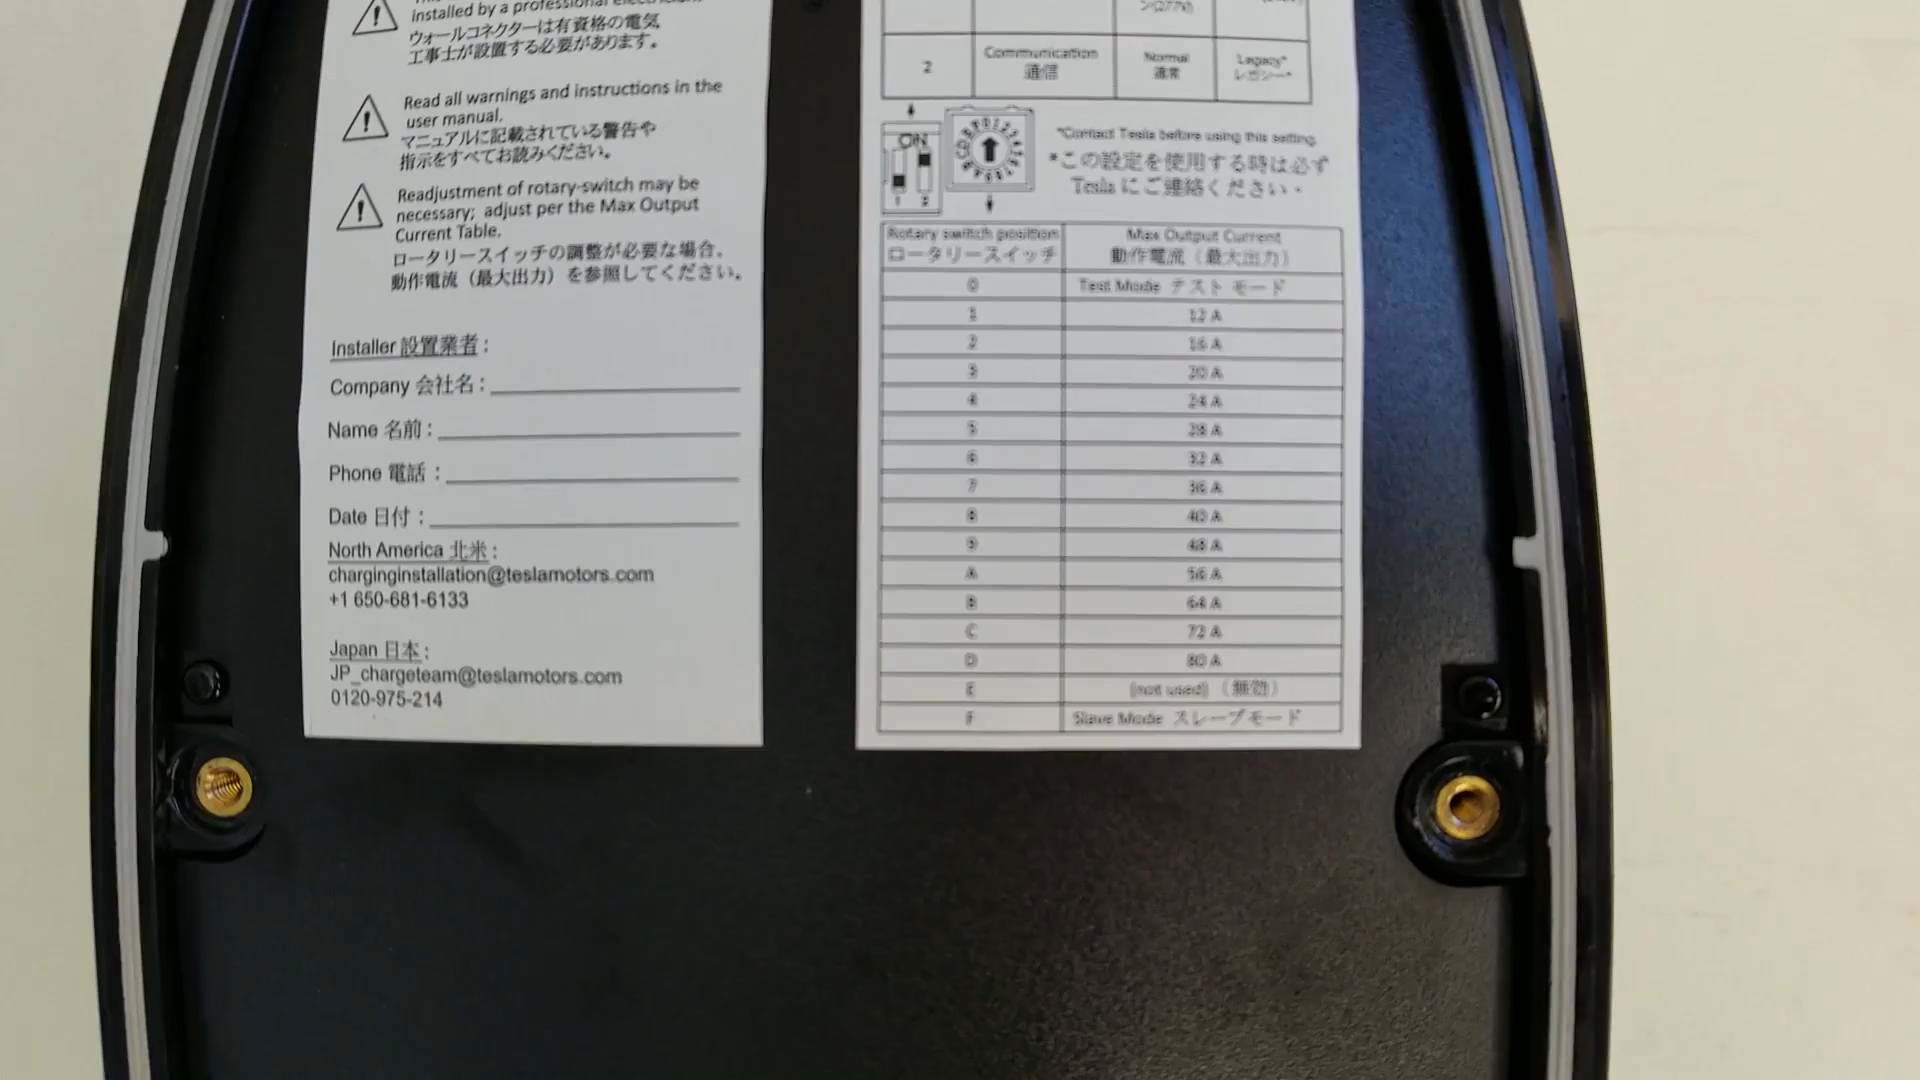 installed by a professional electrician.
ウォールコネクターは有資格の電気
工事士が設置する必要があります。
Read all warnings and instructions in the
user manual.
マニュアルに記載されている警告や
指示をすべてお読みください。
Readjustment of rotary-switch may be
necessary; adjust per the Max Output
Current Table.
ロータリースイッチの調整が必要な場合、
動作電流（最大出力）を参照してください。
Installer 設置業者 :
Company 会社名 :
Name 名前 :
Phone 電話 :
Date 日付 :
North America 北米 :
charginginstallation@teslamotors.com
+1 650-681-6133
Japan 日本 :
JP_chargeteam@teslamotors.com
0120-975-214
ン(277V)
2 Communication Normal Legacy*
通信 通常 レガシー*
ON
1 2
*Contact Tesla before using this setting.
*この設定を使用する時は必ず
Tesla にご連絡ください・
Rotary switch position Max Output Current
ロータリースイッチ 動作電流（最大出力）
0 Test Mode テスト モード
1 12 A
2 16 A
3 20 A
4 24 A
5 28 A
6 32 A
7 36 A
8 40 A
9 48 A
A 56 A
B 64 A
C 72 A
D 80 A
E (not used) （無効）
F Slave Mode スレーブモード